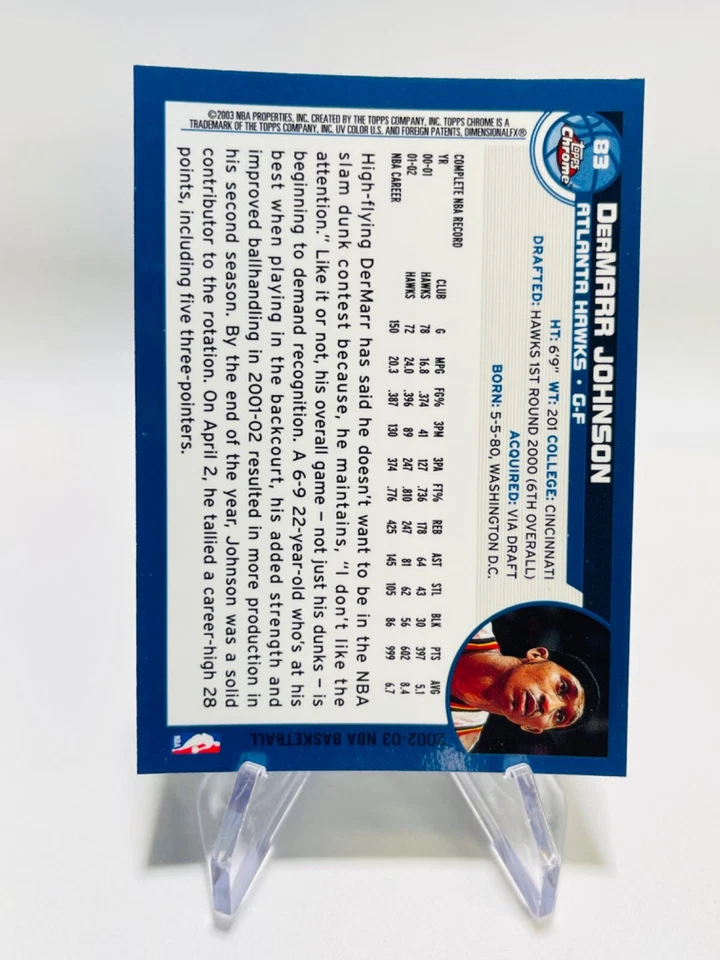 83
topps
Chrome
DERMARR JOHNSON
ATLANTA HAWKS • G-F
HT: 6'9" WT: 201 COLLEGE: CINCINNATI
DRAFTED: HAWKS 1ST ROUND 2000 (6TH OVERALL)
ACQUIRED: VIA DRAFT
BORN: 5-5-80, WASHINGTON D.C.
COMPLETE NBA RECORD
YR CLUB G MPG FG% 3PM 3PA FT% REB AST STL BLK PTS AVG
00-01 HAWKS 78 16.8 .374 41 127 .736 178 64 43 30 397 5.1
01-02 HAWKS 72 24.0 .396 89 247 .810 247 81 62 56 602 8.4
NBA CAREER 150 20.3 .387 130 374 .776 425 145 105 86 999 6.7
High-flying DerMarr has said he doesn't want to be in the NBA
slam dunk contest because, he maintains, "I don't like the
attention." Like it or not, his overall game – not just his dunks – is
beginning to demand recognition. A 6-9 22-year-old who's at his
best when playing in the backcourt, his added strength and
improved ballhandling in 2001-02 resulted in more production in
his second season. By the end of the year, Johnson was a solid
contributor to the rotation. On April 2, he tallied a career-high 28
points, including five three-pointers.
©2003 NBA PROPERTIES, INC. CREATED BY THE TOPPS COMPANY, INC. TOPPS CHROME IS A
TRADEMARK OF THE TOPPS COMPANY, INC. UV COLOR U.S. AND FOREIGN PATENTS, DIMENSIONALFX®
2002-03 NBA BASKETBALL
NBA